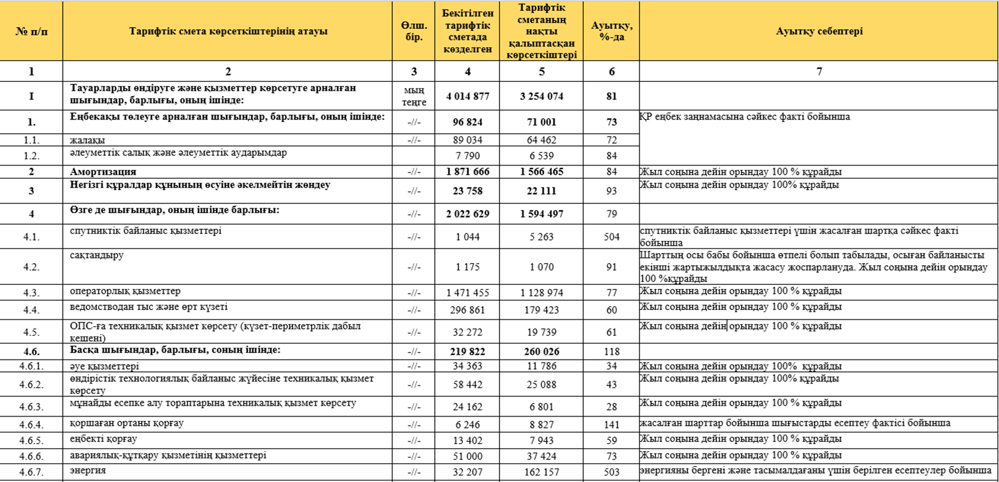 № п/п Тарифтік смета көрсеткіштерінің атауы Өлш. бір. Бекітілген тарифтік сметада көзделген Тарифтік сметаның нақты қалыптасқан көрсеткіштері Ауытқу, %-да Ауытқу себептері
1 2 3 4 5 6 7
I Тауарларды өндіруге және қызметтер көрсетуге арналған шығындар, барлығы, оның ішінде: мың теңге 4 014 877 3 254 074 81
1. Еңбекақы төлеуге арналған шығындар, барлығы, оның ішінде: -//- 96 824 71 001 73 ҚР еңбек заңнамасына сәйкес факті бойынша
1.1. жалақы -//- 89 034 64 462 72
1.2. әлеуметтік салық және әлеуметтік аударымдар 7 790 6 539 84
2 Амортизация -//- 1 871 666 1 566 465 84 Жыл соңына дейін орындау 100 % құрайды
3 Негізгі құралдар құнының өсуіне әкелмейтін жөндеу -//- 23 758 22 111 93 Жыл соңына дейін орындау 100% құрайды
4 Өзге де шығындар, оның ішінде барлығы: -//- 2 022 629 1 594 497 79
4.1. спутниктік байланыс қызметтері -//- 1 044 5 263 504 спутниктік байланыс қызметтері үшін жасалған шартқа сәйкес факті
бойынша
4.2. сақтандыру -//- 1 175 1 070 91 Шарттың осы бабы бойынша өтпелі болып табылады, осыған байланысты
екінші жартыжылдықта жасасу жоспарлануда. Жыл соңына дейін орындау
100 %құрайды
4.3. операторлық қызметтер -//- 1 471 455 1 128 974 77 Жыл соңына дейін орындау 100 % құрайды
4.4. ведомстводан тыс және өрт күзеті -//- 296 861 179 423 60 Жыл соңына дейін орындау 100 % құрайды
4.5. ОПС-ға техникалық қызмет көрсету (күзет-периметрлік дабыл кешені) -//- 32 272 19 739 61 Жыл соңына дейін орындау 100 % құрайды
4.6. Басқа шығындар, барлығы, соның ішінде: -//- 219 822 260 026 118
4.6.1. әуе қызметтері -//- 34 363 11 786 34 Жыл соңына дейін орындау 100% құрайды
4.6.2. өндірістік технологиялық байланыс жүйесіне техникалық қызмет көрсету -//- 58 442 25 088 43 Жыл соңына дейін орындау 100% құрайды
4.6.3. мұнайды есепке алу тораптарына техникалық қызмет көрсету -//- 24 162 6 801 28 Жыл соңына дейін орындау 100 % құрайды
4.6.4. қоршаған ортаны қорғау -//- 6 246 8 827 141 жасалған шарттар бойынша шығыстарды есептеу фактісі бойынша
4.6.5. еңбекті қорғау -//- 13 402 7 943 59 Жыл соңына дейін орындау 100 % құрайды
4.6.6. авариялық-құтқару қызметінің қызметтері -//- 51 000 37 424 73 Жыл соңына дейін орындау 100 % құрайды
4.6.7. энергия -//- 32 207 162 157 503 энергияны бергені және тасымалдағаны үшін берілген есептеулер бойынша